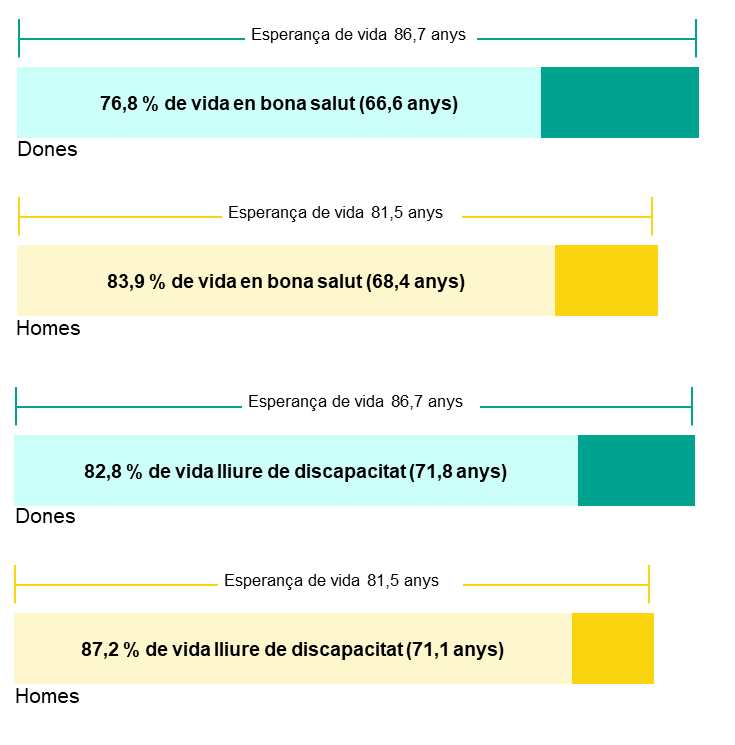 Esperança de vida 86,7 anys
76,8 % de vida en bona salut (66,6 anys)
Dones
Esperança de vida 81,5 anys
83,9 % de vida en bona salut (68,4 anys)
Homes
Esperança de vida 86,7 anys
82,8 % de vida lliure de discapacitat (71,8 anys)
Dones
Esperança de vida 81,5 anys
87,2 % de vida lliure de discapacitat (71,1 anys)
Homes